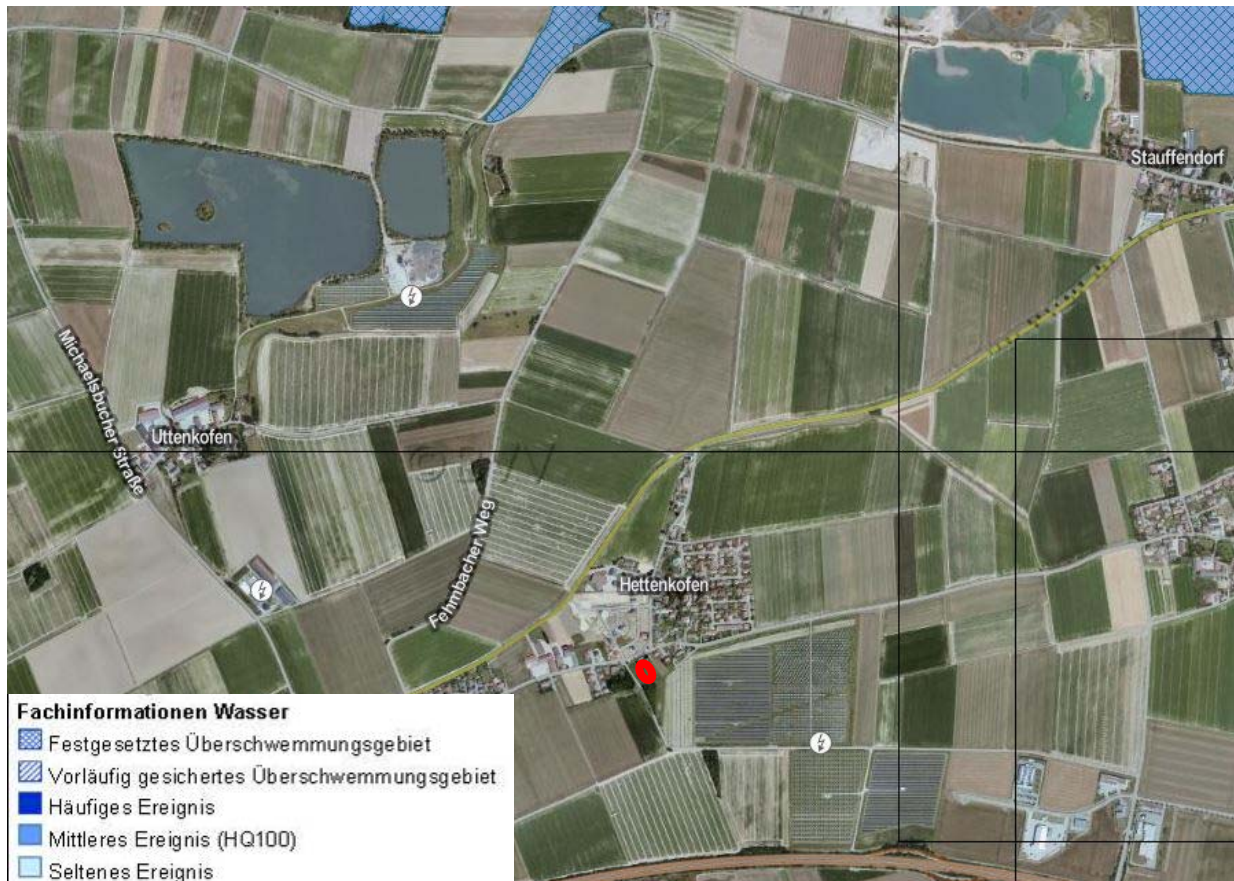 Stauffendorf
Michaelsbucher Straße
Uttenkofen
Fehmbacher Weg
Hettenkofen
Fachinformationen Wasser
Festgesetztes Überschwemmungsgebiet
Vorläufig gesichertes Überschwemmungsgebiet
Häufiges Ereignis
Mittleres Ereignis (HQ100)
Seltenes Ereignis